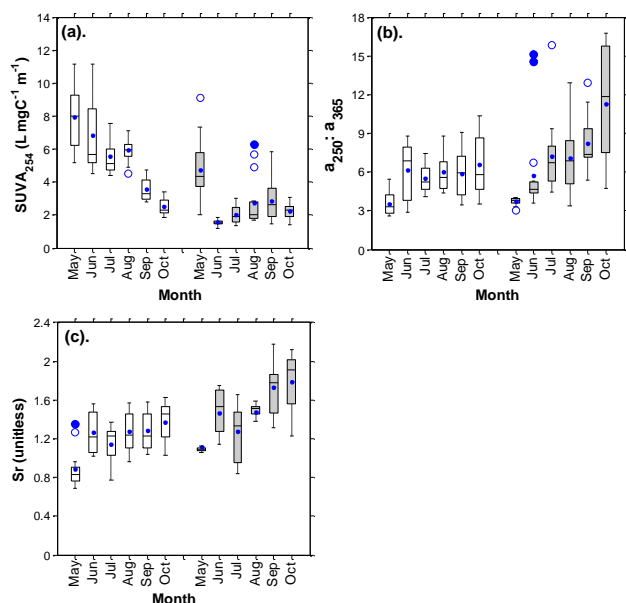 (a).
SUVA254 (L mgC-1 m-1)
14
12
10
8
6
4
2
0
May Jun Jul Aug Sep Oct May Jun Jul Aug Sep Oct
Month
(b).
a250: a365
18
15
12
9
6
3
0
May Jun Jul Aug Sep Oct May Jun Jul Aug Sep Oct
Month
(c).
Sr (unitless)
2.4
2
1.6
1.2
0.8
0.4
0
May Jun Jul Aug Sep Oct May Jun Jul Aug Sep Oct
Month